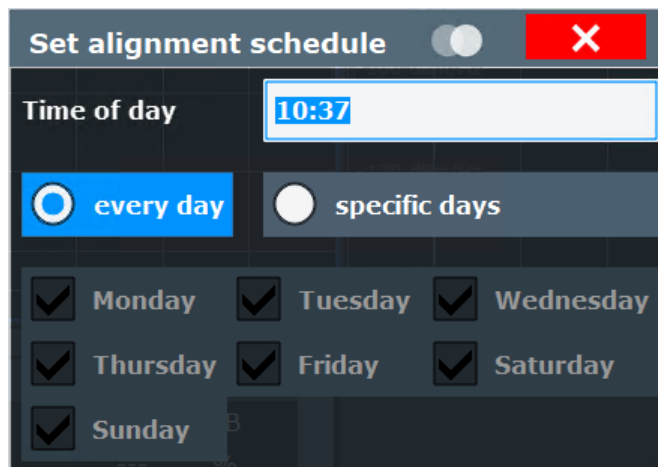 Set alignment schedule
Time of day 10:37
every day specific days
Monday Tuesday Wednesday
Thursday Friday Saturday
Sunday